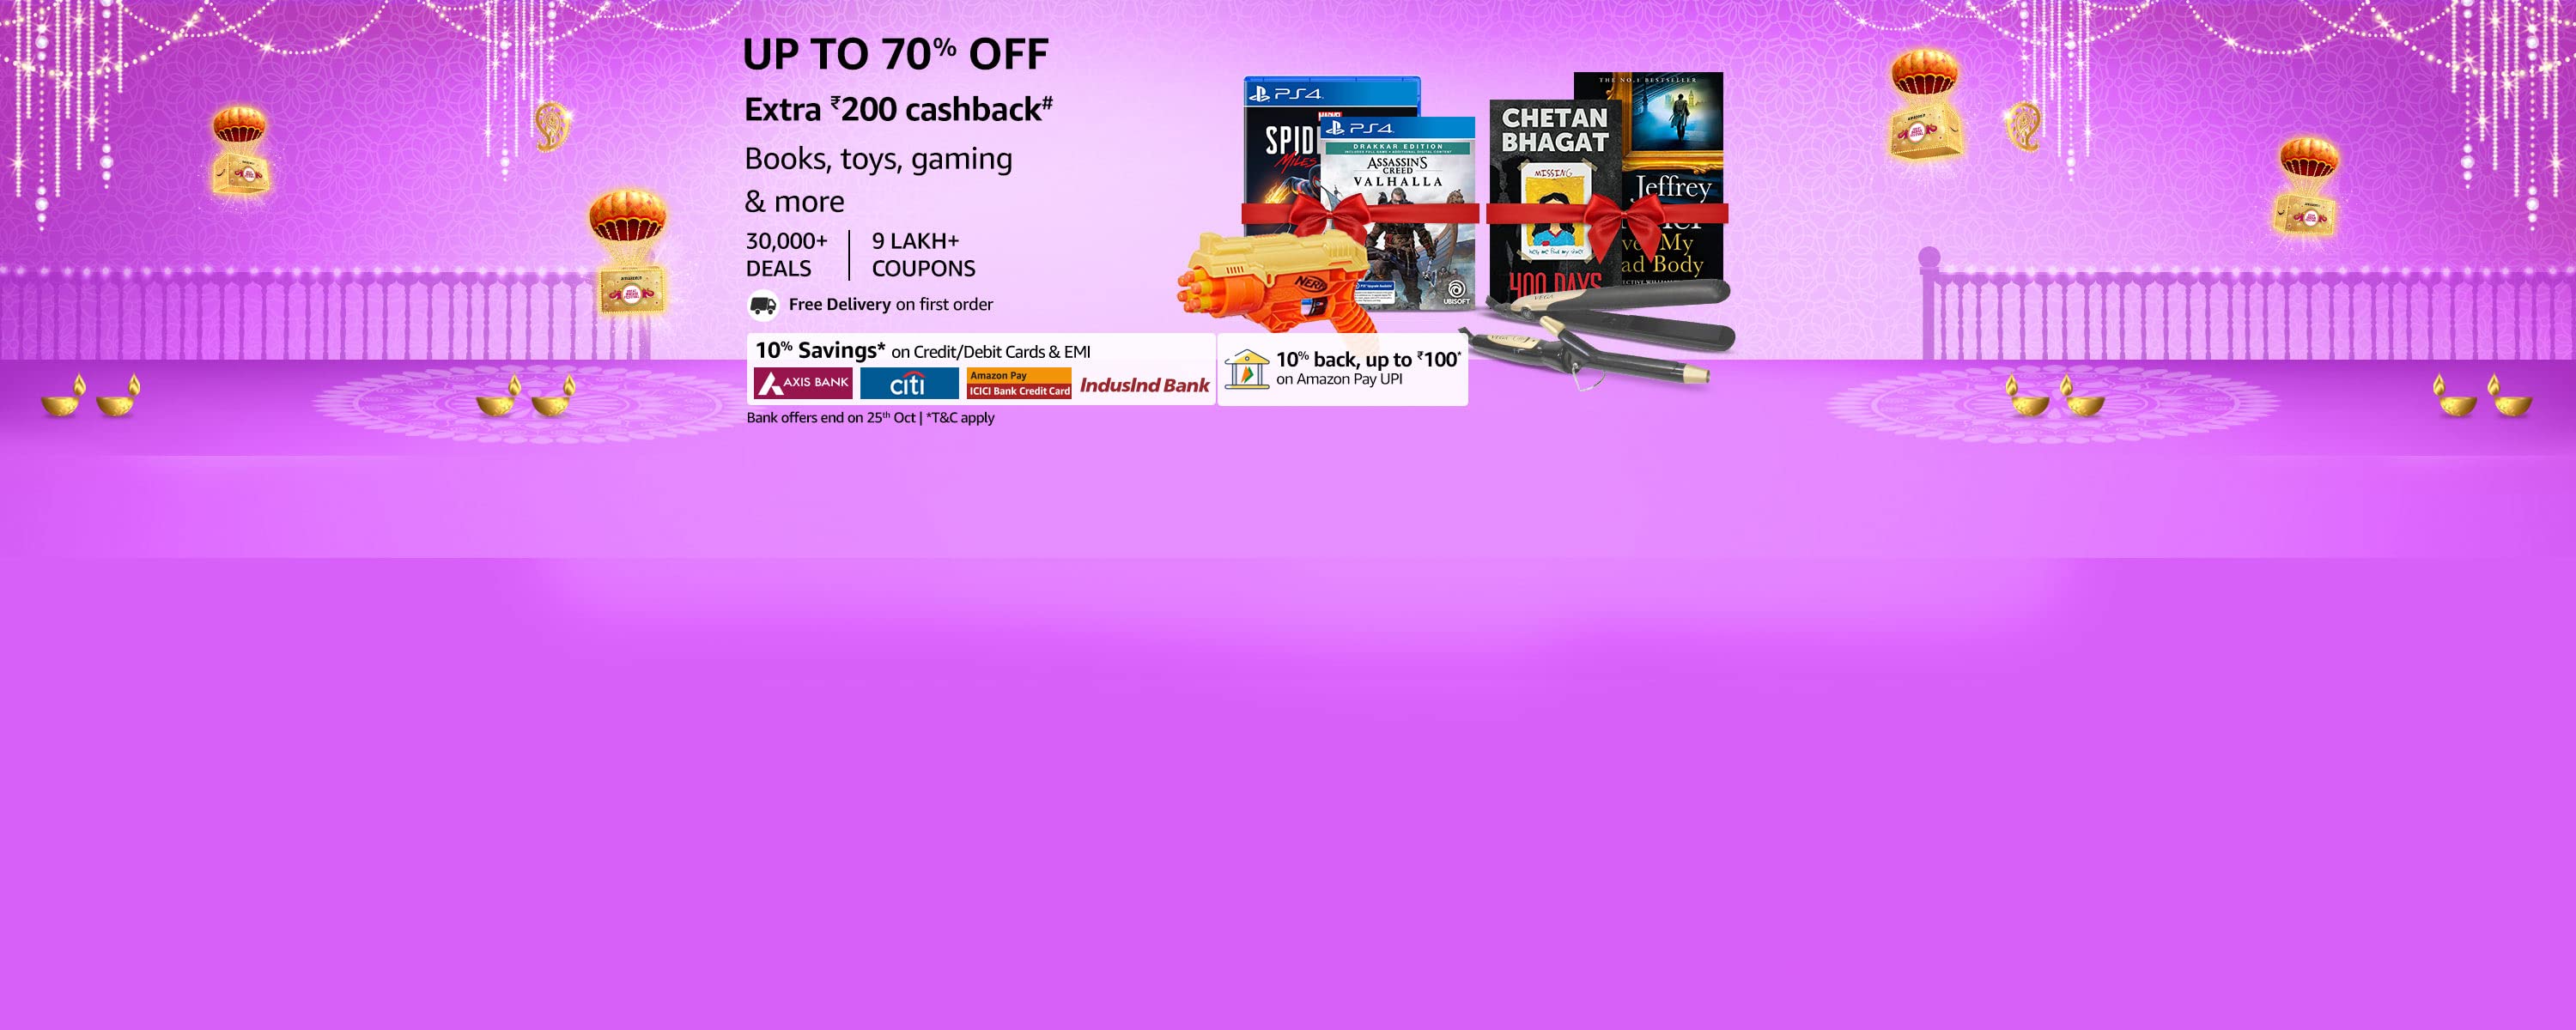 UP TO 70% OFF
Extra ₹200 cashback#
Books, toys, gaming
& more
30,000+
DEALS
9 LAKH+
COUPONS
Free Delivery on first order
10% Savings* on Credit/Debit Cards & EMI
AXIS BANK
citi
Amazon Pay
ICICI Bank Credit Card
IndusInd Bank
10% back, up to ₹100*
on Amazon Pay UPI
Bank offers end on 25th Oct | *T&C apply
PS4
MARVEL
SPID
MILES
PS4
DRAKKAR EDITION
ASSASSIN'S
CREED
VALHALLA
UBISOFT
NERF
CHETAN
BHAGAT
MISSING
400 DAYS
THE NO.1 BESTSELLER
Jeffrey
My
ad Body
VEGA